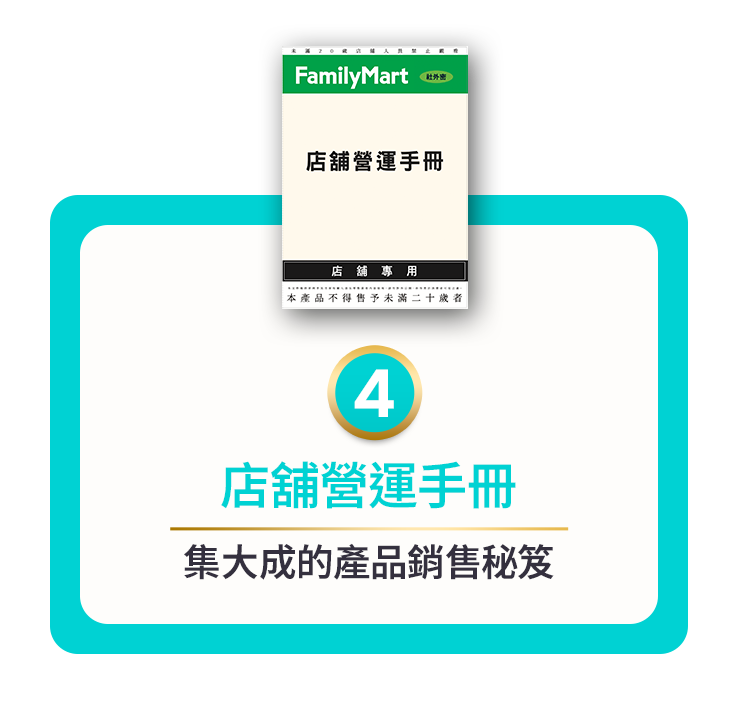 未滿20歲店鋪人員禁止觀看
FamilyMart 社外密
店舖營運手冊
店舖專用
本產品不得售予未滿二十歲者
4
店舖營運手冊
集大成的產品銷售秘笈